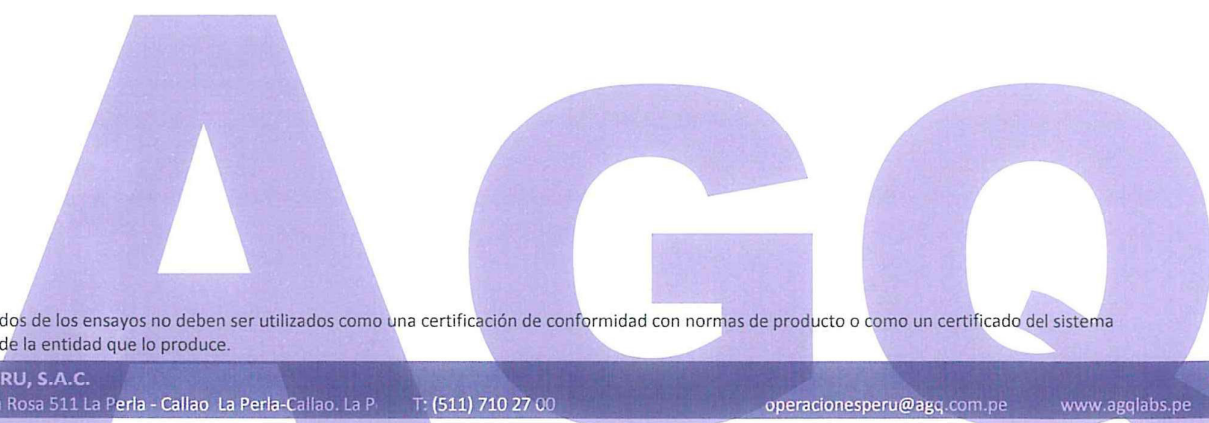 AGQ
dos de los ensayos no deben ser utilizados como una certificación de conformidad con normas de producto o como un certificado del sistema
de la entidad que lo produce.
RU, S.A.C.
Rosa 511 La Perla - Callao La Perla-Callao. La P T: (511) 710 27 00 operacionesperu@agq.com.pe www.agqlabs.pe